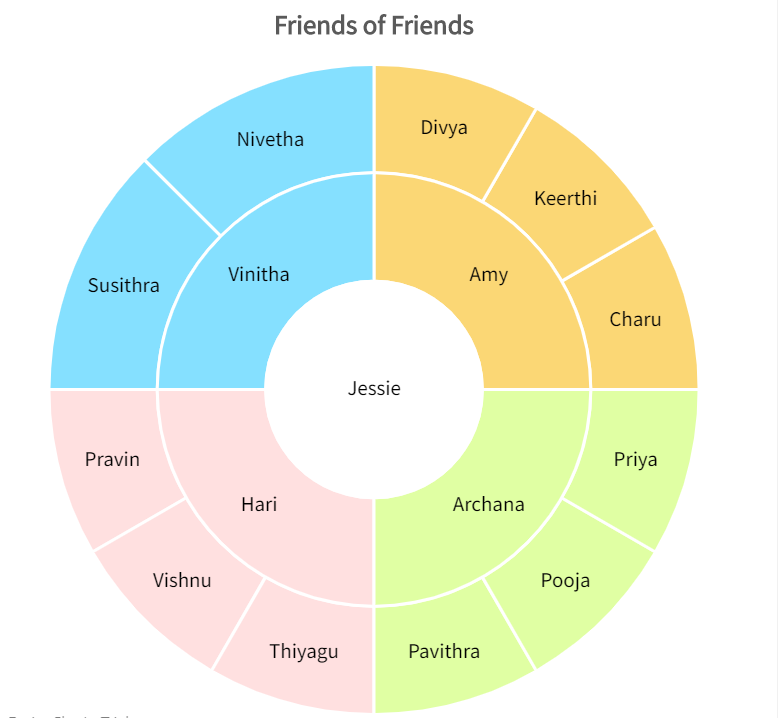 Friends of Friends
Nivetha
Divya
Keerthi
Susithra
Vinitha
Amy
Charu
Jessie
Pravin
Hari
Archana
Priya
Vishnu
Pooja
Thiyagu
Pavithra